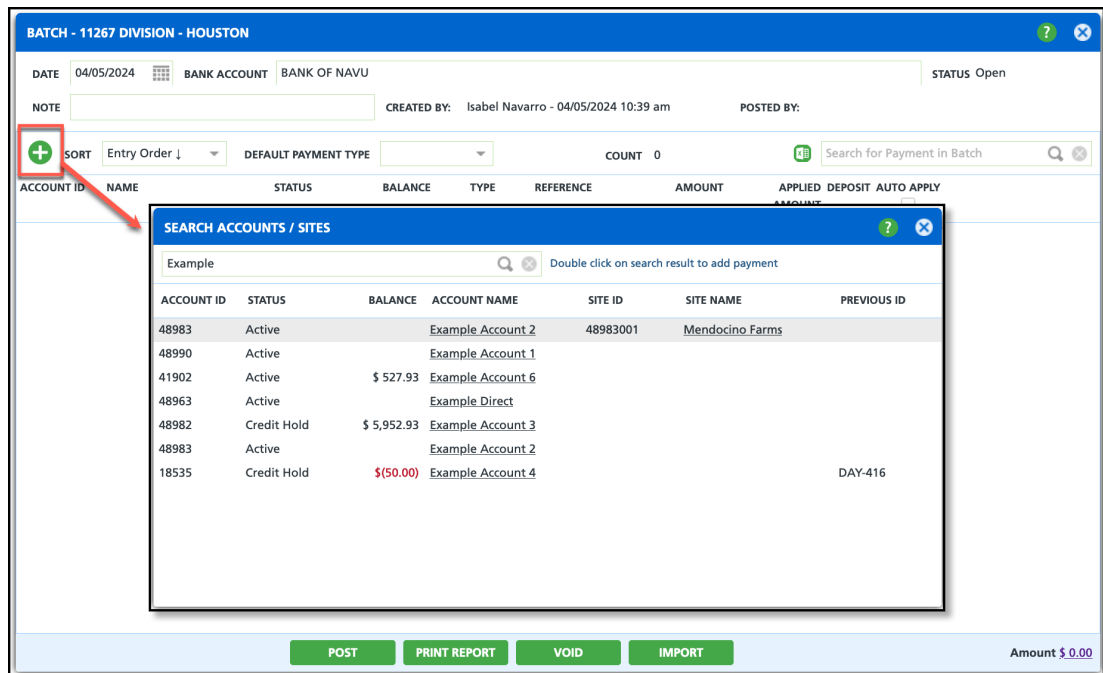 BATCH - 11267 DIVISION - HOUSTON ?
DATE 04/05/2024 BANK ACCOUNT BANK OF NAVU STATUS Open
NOTE CREATED BY: Isabel Navarro - 04/05/2024 10:39 am POSTED BY:
SORT Entry Order ↓ DEFAULT PAYMENT TYPE COUNT 0 Search for Payment in Batch
ACCOUNT ID NAME STATUS BALANCE TYPE REFERENCE AMOUNT APPLIED DEPOSIT AUTO APPLY
AMOUNT
SEARCH ACCOUNTS / SITES ?
Example Double click on search result to add payment
ACCOUNT ID STATUS BALANCE ACCOUNT NAME SITE ID SITE NAME PREVIOUS ID
48983 Active Example Account 2 48983001 Mendocino Farms
48990 Active Example Account 1
41902 Active $ 527.93 Example Account 6
48963 Active Example Direct
48982 Credit Hold $ 5,952.93 Example Account 3
48983 Active Example Account 2
18535 Credit Hold $(50.00) Example Account 4 DAY-416
POST PRINT REPORT VOID IMPORT Amount $ 0.00